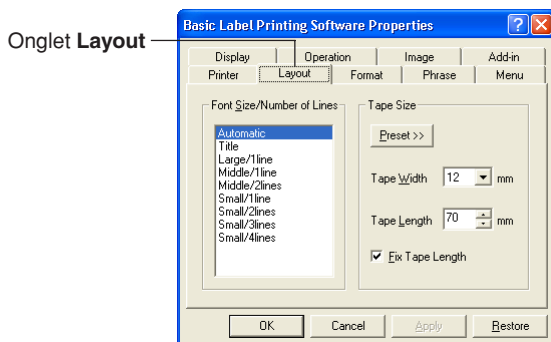 Onglet Layout
Basic Label Printing Software Properties
Display Operation Image Add-in
Printer Layout Format Phrase Menu
Font Size/Number of Lines
Automatic
Title
Large/1line
Middle/1line
Middle/2lines
Small/1line
Small/2lines
Small/3lines
Small/4lines
Tape Size
Preset >>
Tape Width 12 mm
Tape Length 70 mm
Fix Tape Length
OK Cancel Apply Restore